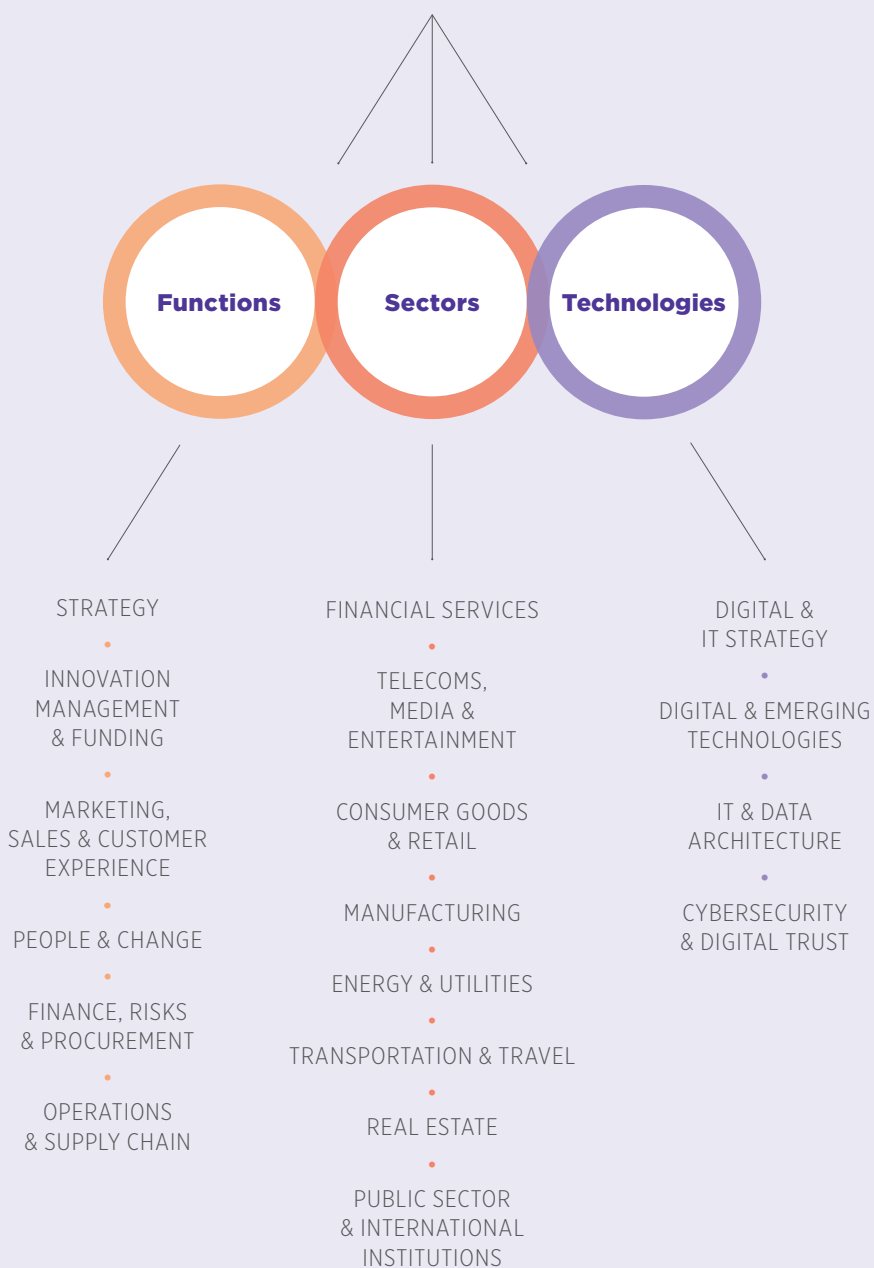 Functions
Sectors
Technologies
STRATEGY
INNOVATION
MANAGEMENT
& FUNDING
MARKETING,
SALES & CUSTOMER
EXPERIENCE
PEOPLE & CHANGE
FINANCE, RISKS
& PROCUREMENT
OPERATIONS
& SUPPLY CHAIN
FINANCIAL SERVICES
TELECOMS,
MEDIA &
ENTERTAINMENT
CONSUMER GOODS
& RETAIL
MANUFACTURING
ENERGY & UTILITIES
TRANSPORTATION & TRAVEL
REAL ESTATE
PUBLIC SECTOR
& INTERNATIONAL
INSTITUTIONS
DIGITAL &
IT STRATEGY
DIGITAL & EMERGING
TECHNOLOGIES
IT & DATA
ARCHITECTURE
CYBERSECURITY
& DIGITAL TRUST